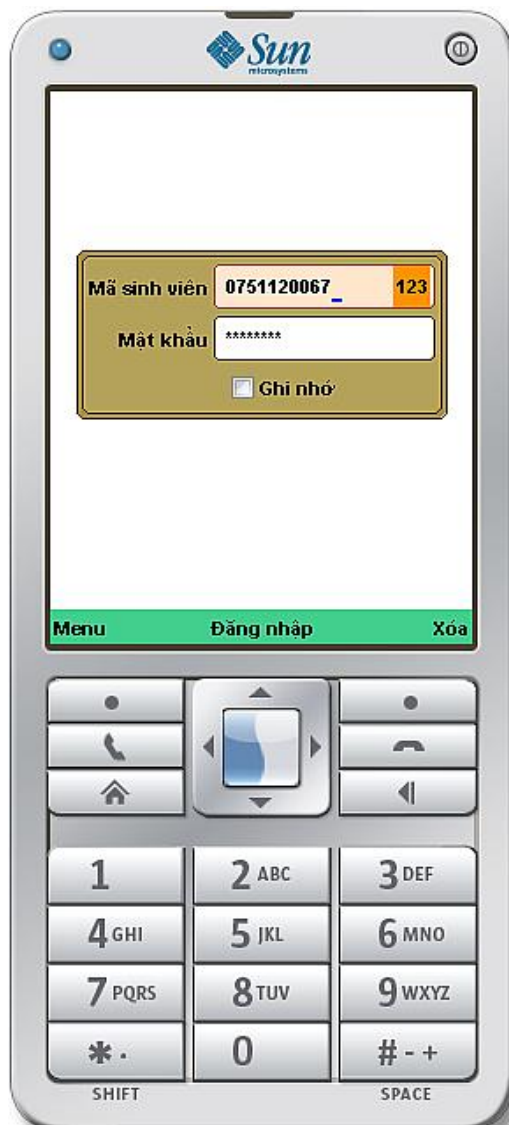 Sun
microsystems
Mã sinh viên 0751120067_ 123
Mật khẩu ********
Ghi nhớ
Menu Đăng nhập Xóa
1 2 ABC 3 DEF
4 GHI 5 JKL 6 MNO
7 PQRS 8 TUV 9 WXYZ
* . 0 # - +
SHIFT SPACE